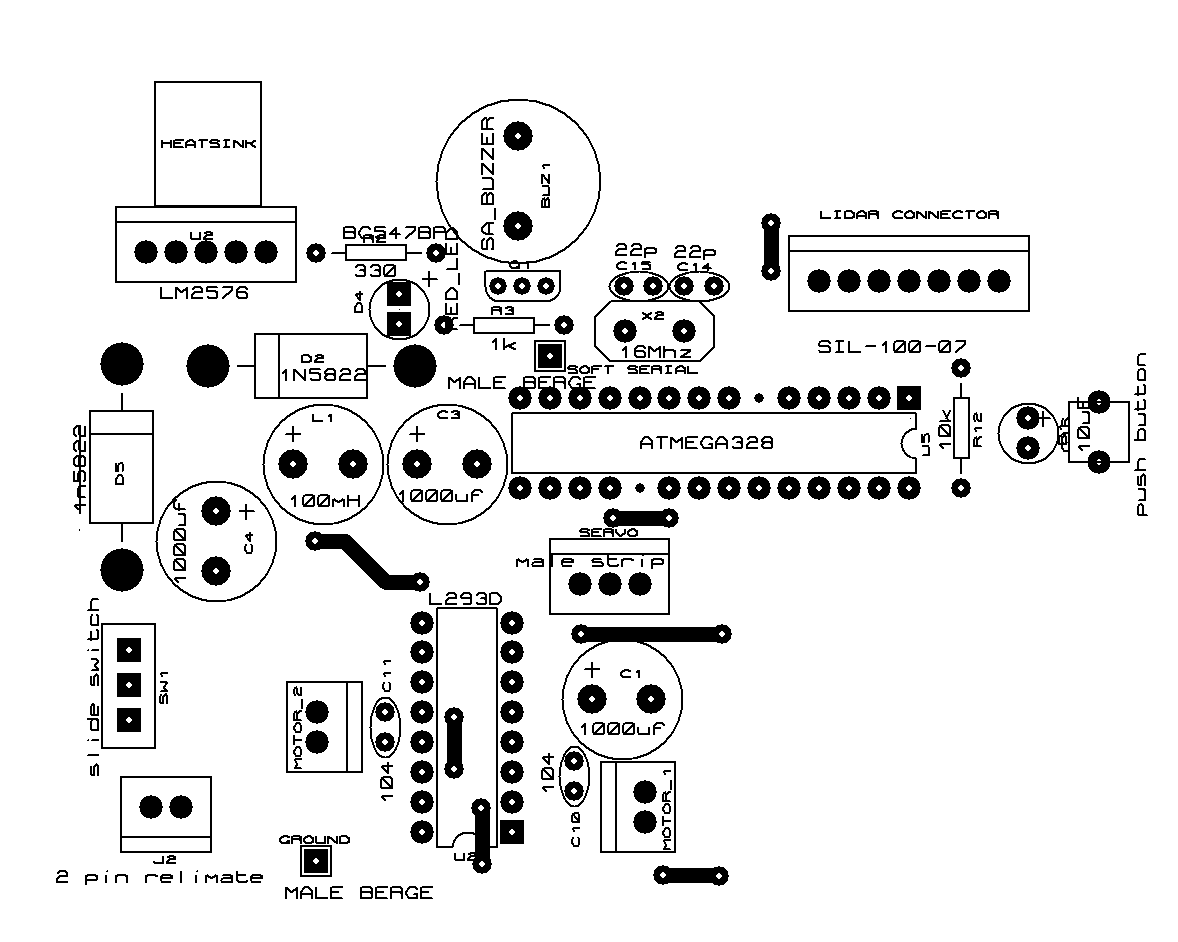 HEATSINK
SA_BUZZER
BUZ1
LIDAR CONNECTOR
U2
BC547BPD
R2
330
RED_LED
LM2576
D4
Q1
22p
22p
C15
C14
X2
16Mhz
R3
1k
SOFT SERIAL
MALE BERGE
SIL-100-07
D2
1N5822
4n5822
D5
L1
100mH
C3
1000uf
ATMEGA328
U5
10k
R12
10uF
push button
1000uf
C4
SERVO
male strip
L293D
slide switch
SW1
MOTOR_2
C11
104
C1
1000uf
104
C10
MOTOR_1
J2
2 pin relimate
GROUND
MALE BERGE
U2